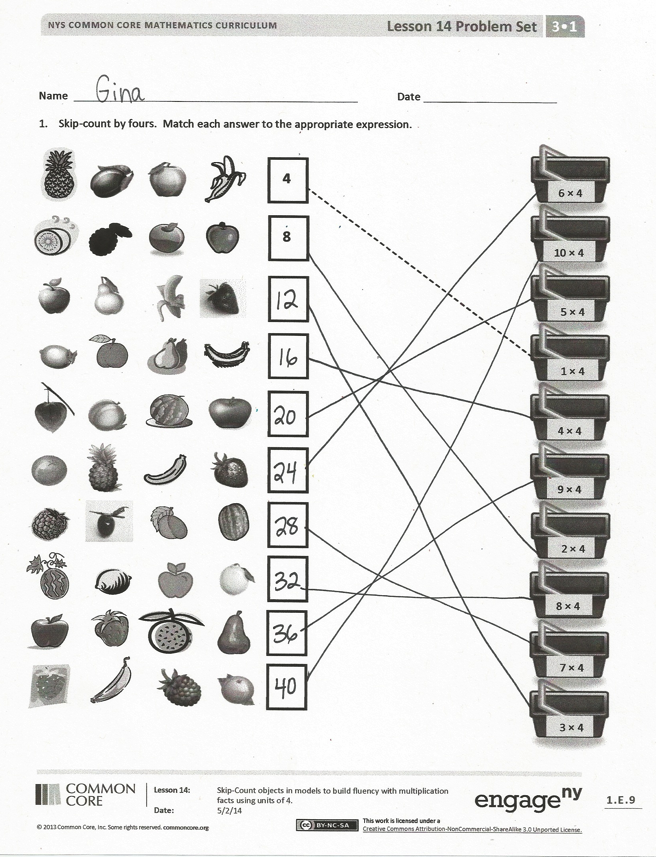 NYS COMMON CORE MATHEMATICS CURRICULUM Lesson 14 Problem Set 3•1
Name Gina Date
1. Skip-count by fours. Match each answer to the appropriate expression.
4 6 × 4
8 10 × 4
12 5 × 4
16 1 × 4
20 4 × 4
24 9 × 4
28 2 × 4
32 8 × 4
36 7 × 4
40 3 × 4
COMMON CORE
Lesson 14: Skip-Count objects in models to build fluency with multiplication
facts using units of 4.
Date: 5/2/14
engageny
1.E.9
© 2013 Common Core, Inc. Some rights reserved. commoncore.org
cc BY-NC-SA
This work is licensed under a
Creative Commons Attribution-NonCommercial-ShareAlike 3.0 Unported License.